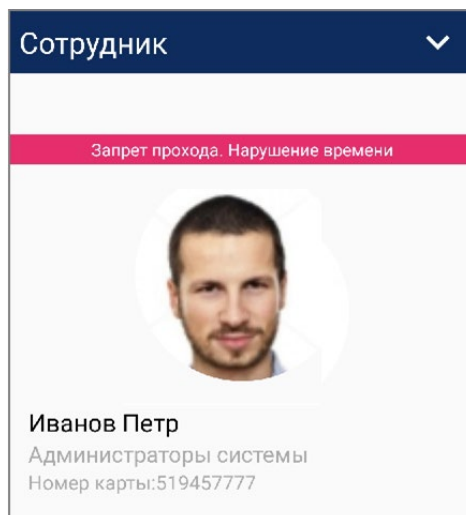 Сотрудник
Запрет прохода. Нарушение времени
Иванов Петр
Администраторы системы
Номер карты:519457777